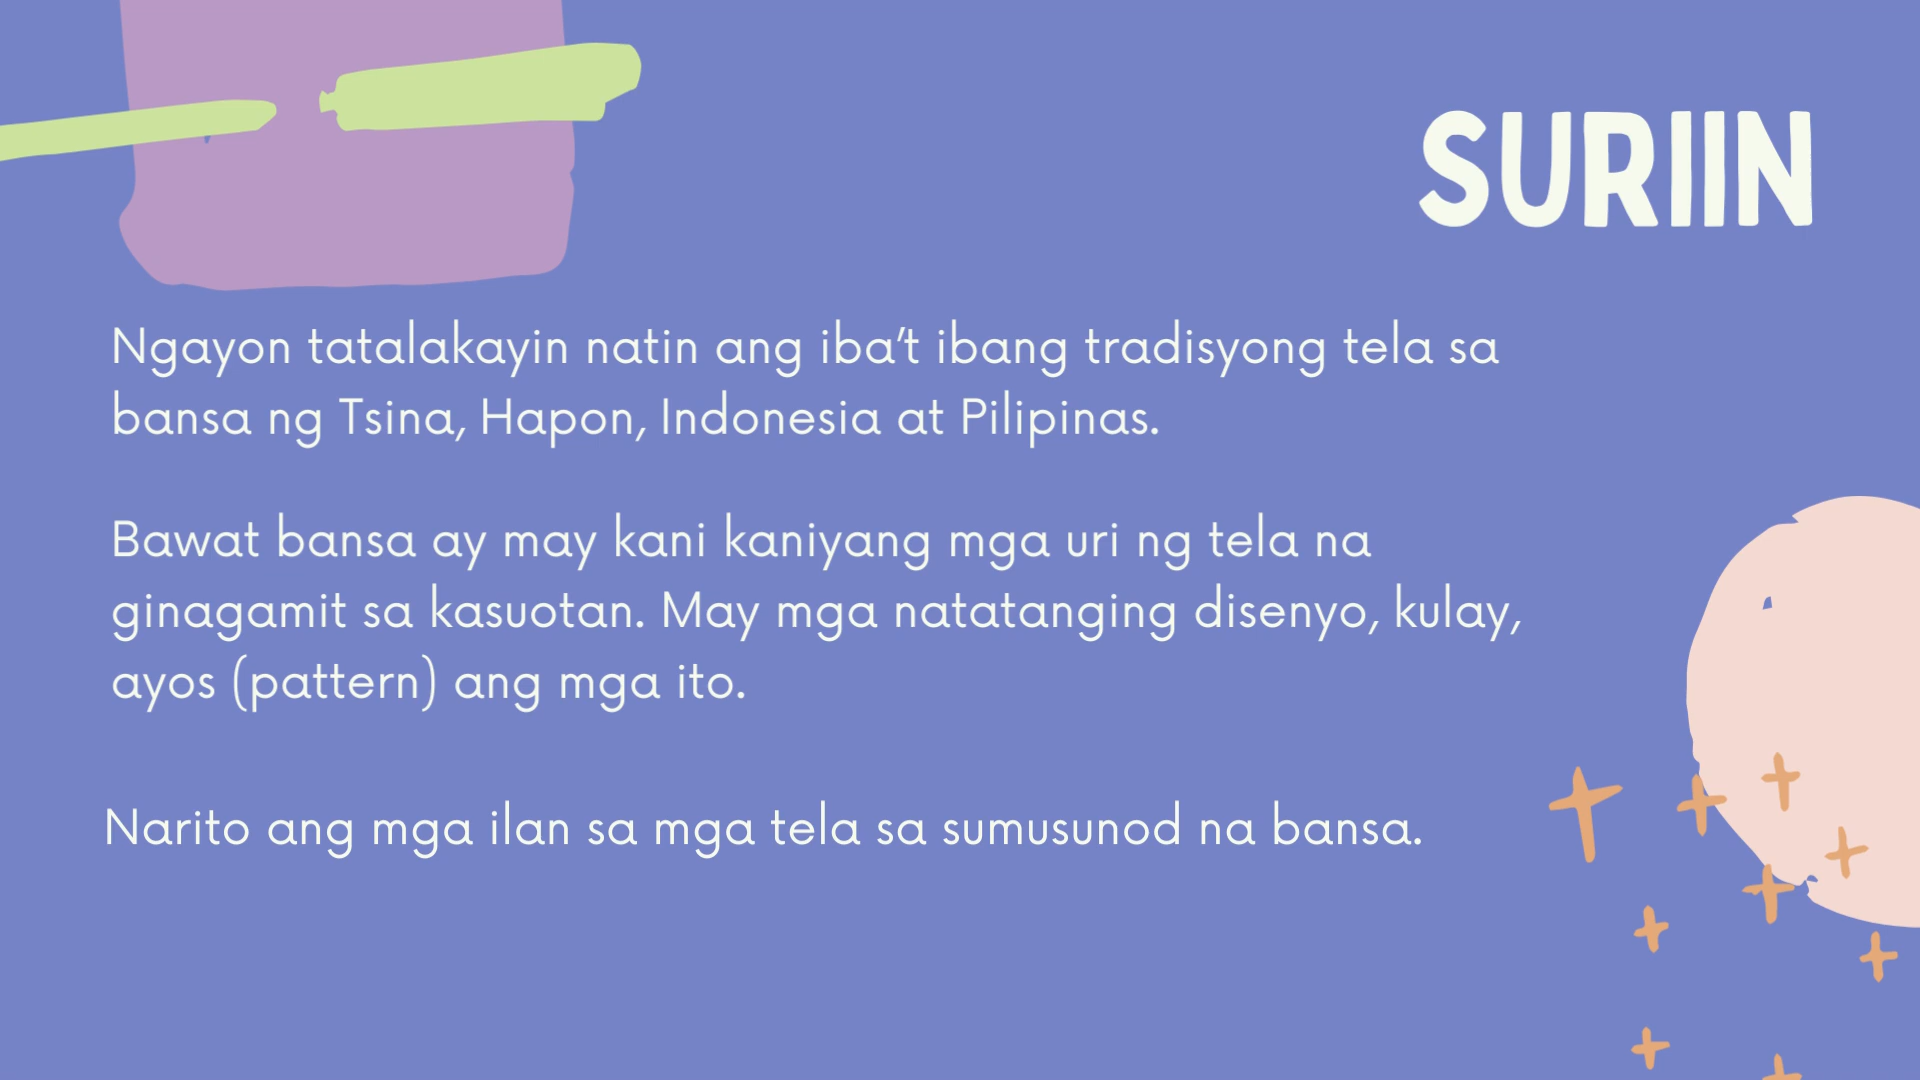 SURIIN
Ngayon tatalakayin natin ang iba't ibang tradisyong tela sa
bansa ng Tsina, Hapon, Indonesia at Pilipinas.
Bawat bansa ay may kani kaniyang mga uri ng tela na
ginagamit sa kasuotan. May mga natatanging disenyo, kulay,
ayos (pattern) ang mga ito.
Narito ang mga ilan sa mga tela sa sumusunod na bansa.